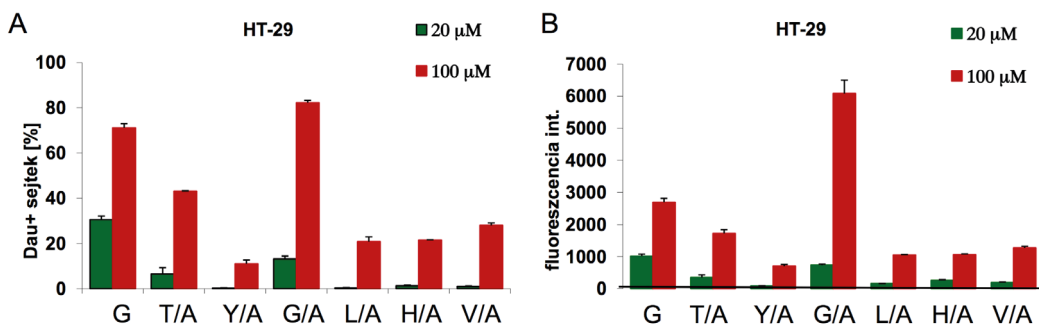 A
HT-29
20 µM
100 µM
Dau+ sejtek [%]
100
80
60
40
20
0
G T/A Y/A G/A L/A H/A V/A
B
HT-29
20 µM
100 µM
fluoreszcencia int.
7000
6000
5000
4000
3000
2000
1000
0
G T/A Y/A G/A L/A H/A V/A